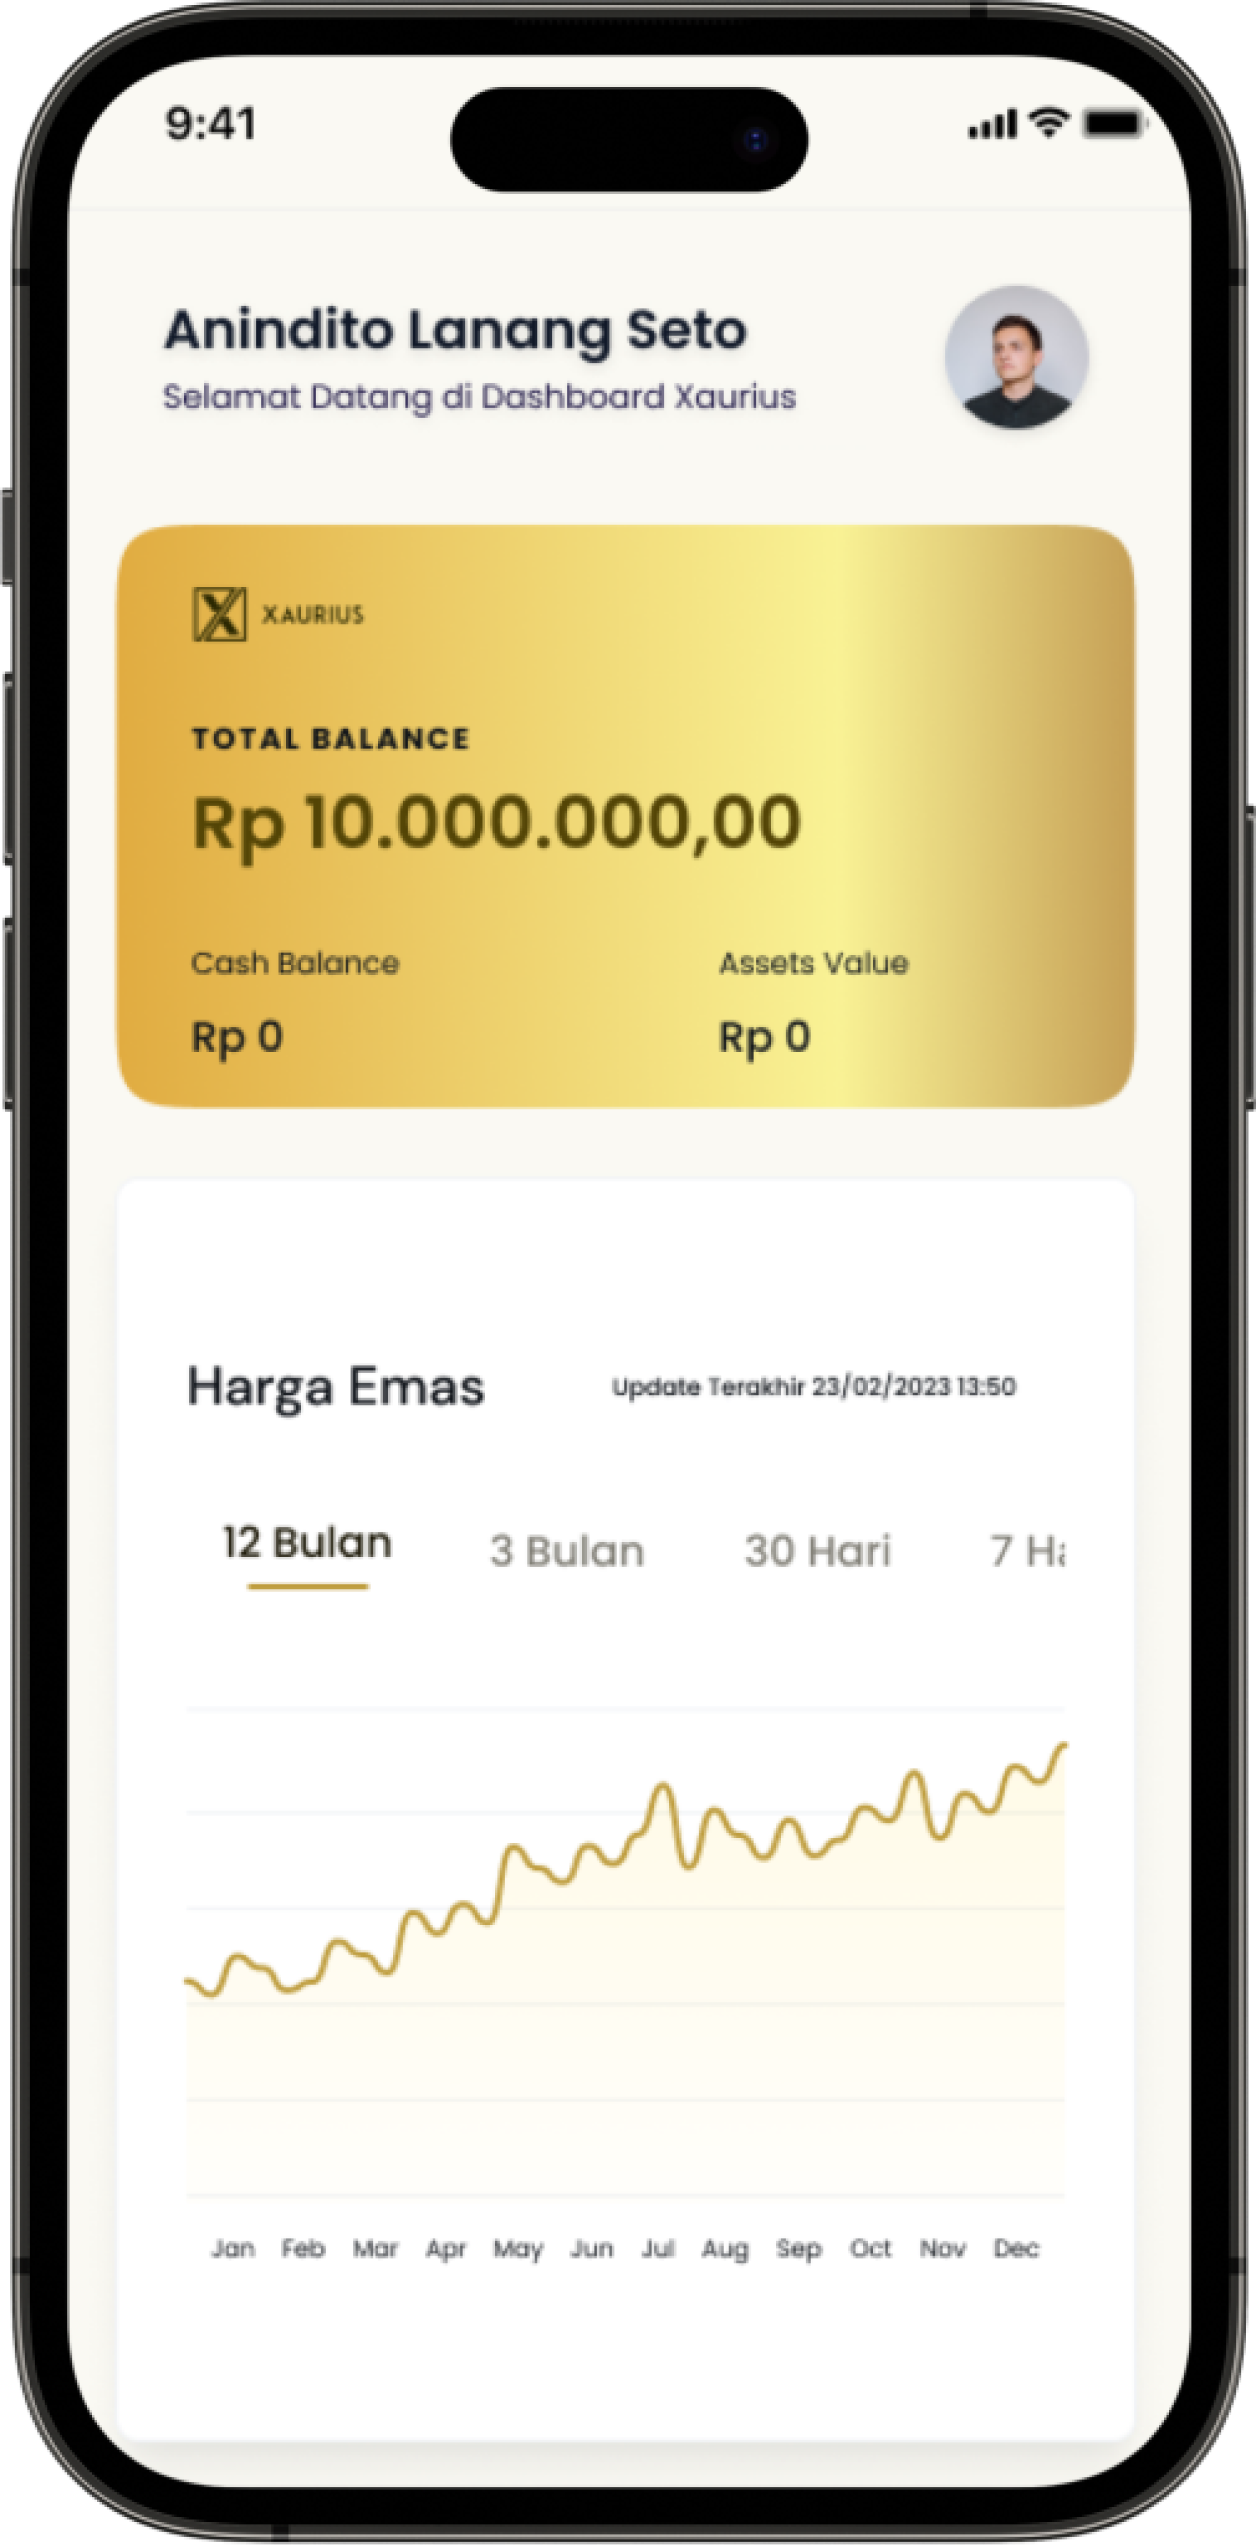 9:41
Anindito Lanang Seto
Selamat Datang di Dashboard Xaurius
XAURIUS
TOTAL BALANCE
Rp 10.000.000,00
Cash Balance Assets Value
Rp 0 Rp 0
Harga Emas Update Terakhir 23/02/2023 13:50
12 Bulan 3 Bulan 30 Hari 7 Ha
Jan Feb Mar Apr May Jun Jul Aug Sep Oct Nov Dec